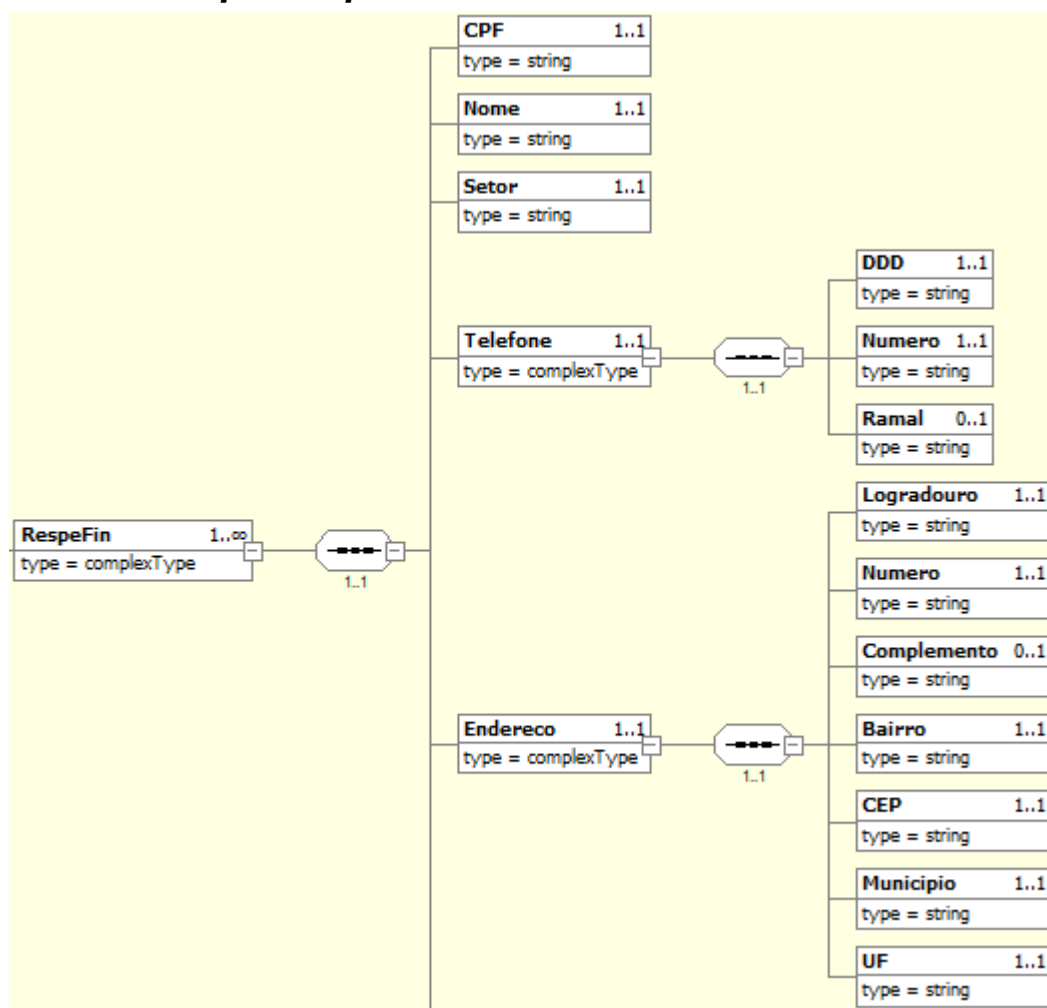 CPF 1..1
type = string
Nome 1..1
type = string
Setor 1..1
type = string
Telefone 1..1
type = complexType
1..1
DDD 1..1
type = string
Numero 1..1
type = string
Ramal 0..1
type = string
RespeFin 1..∞
type = complexType
1..1
Endereco 1..1
type = complexType
1..1
Logradouro 1..1
type = string
Numero 1..1
type = string
Complemento 0..1
type = string
Bairro 1..1
type = string
CEP 1..1
type = string
Municipio 1..1
type = string
UF 1..1
type = string